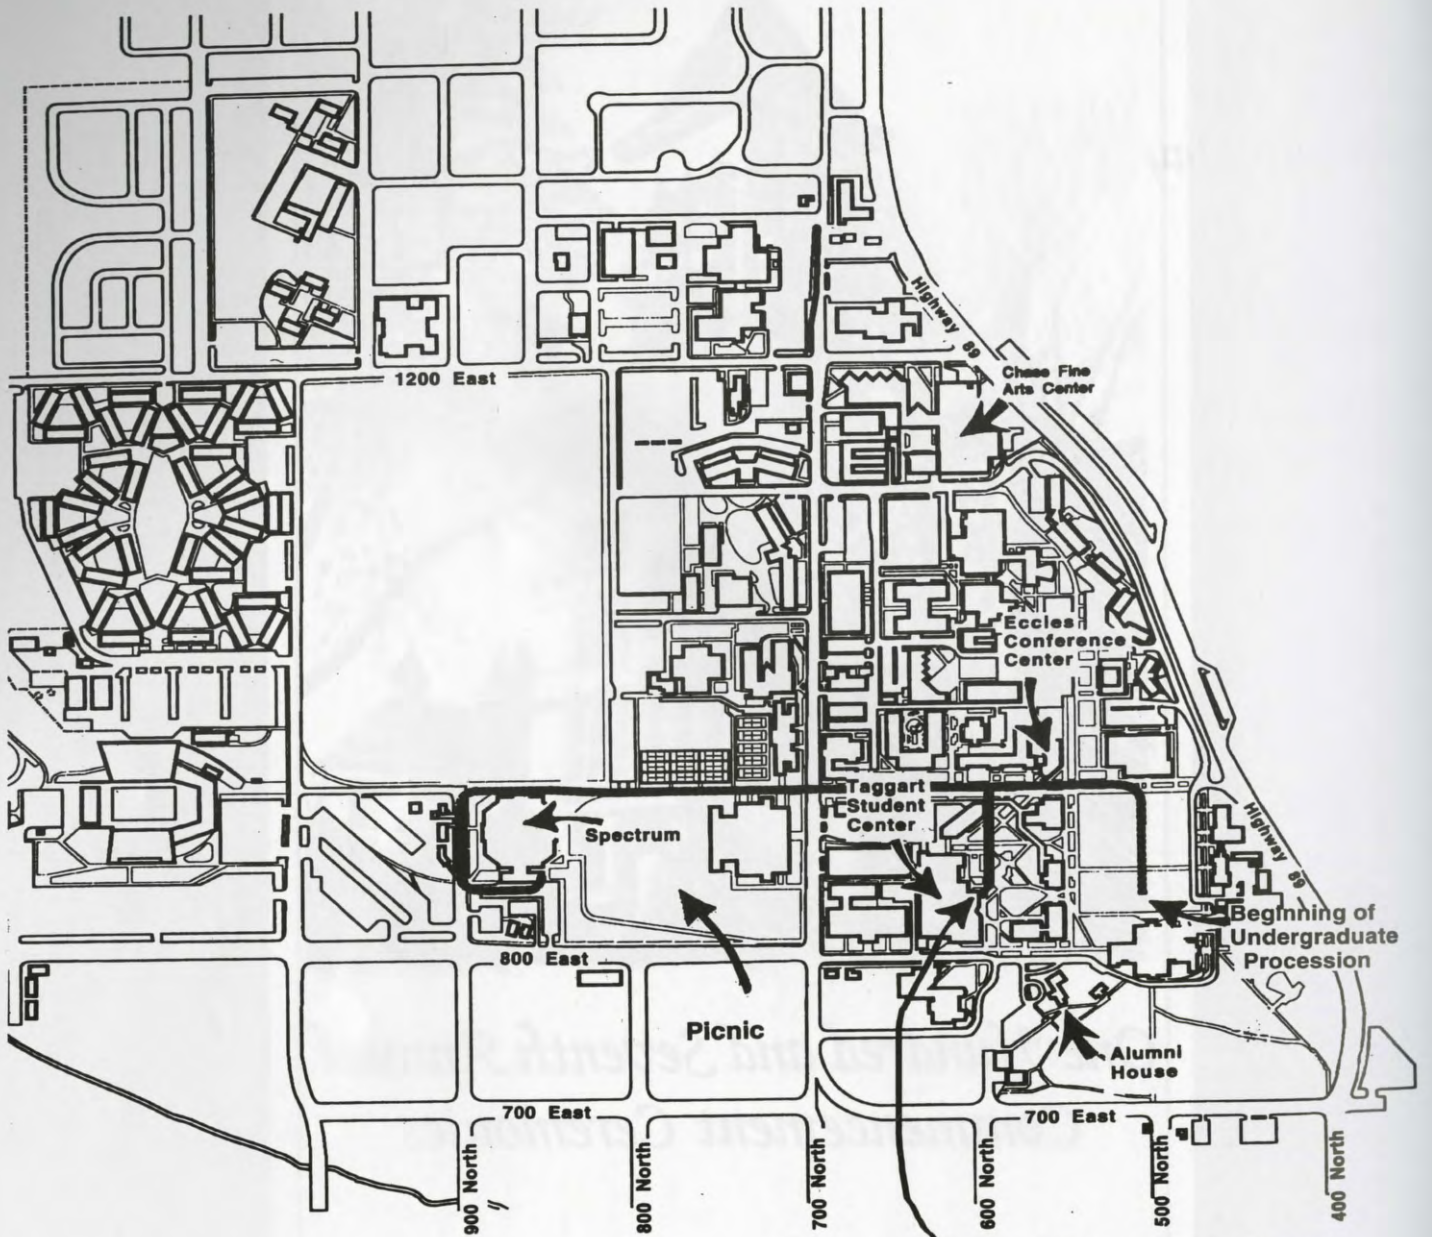 Highway 89
Chase Fine
Arts Center
1200 East
Eccles
Conference
Center
Taggart
Student
Center
Spectrum
Highway 89
Beginning of
Undergraduate
Procession
800 East
Picnic
Alumni
House
700 East
700 East
900 North
800 North
700 North
600 North
500 North
400 North